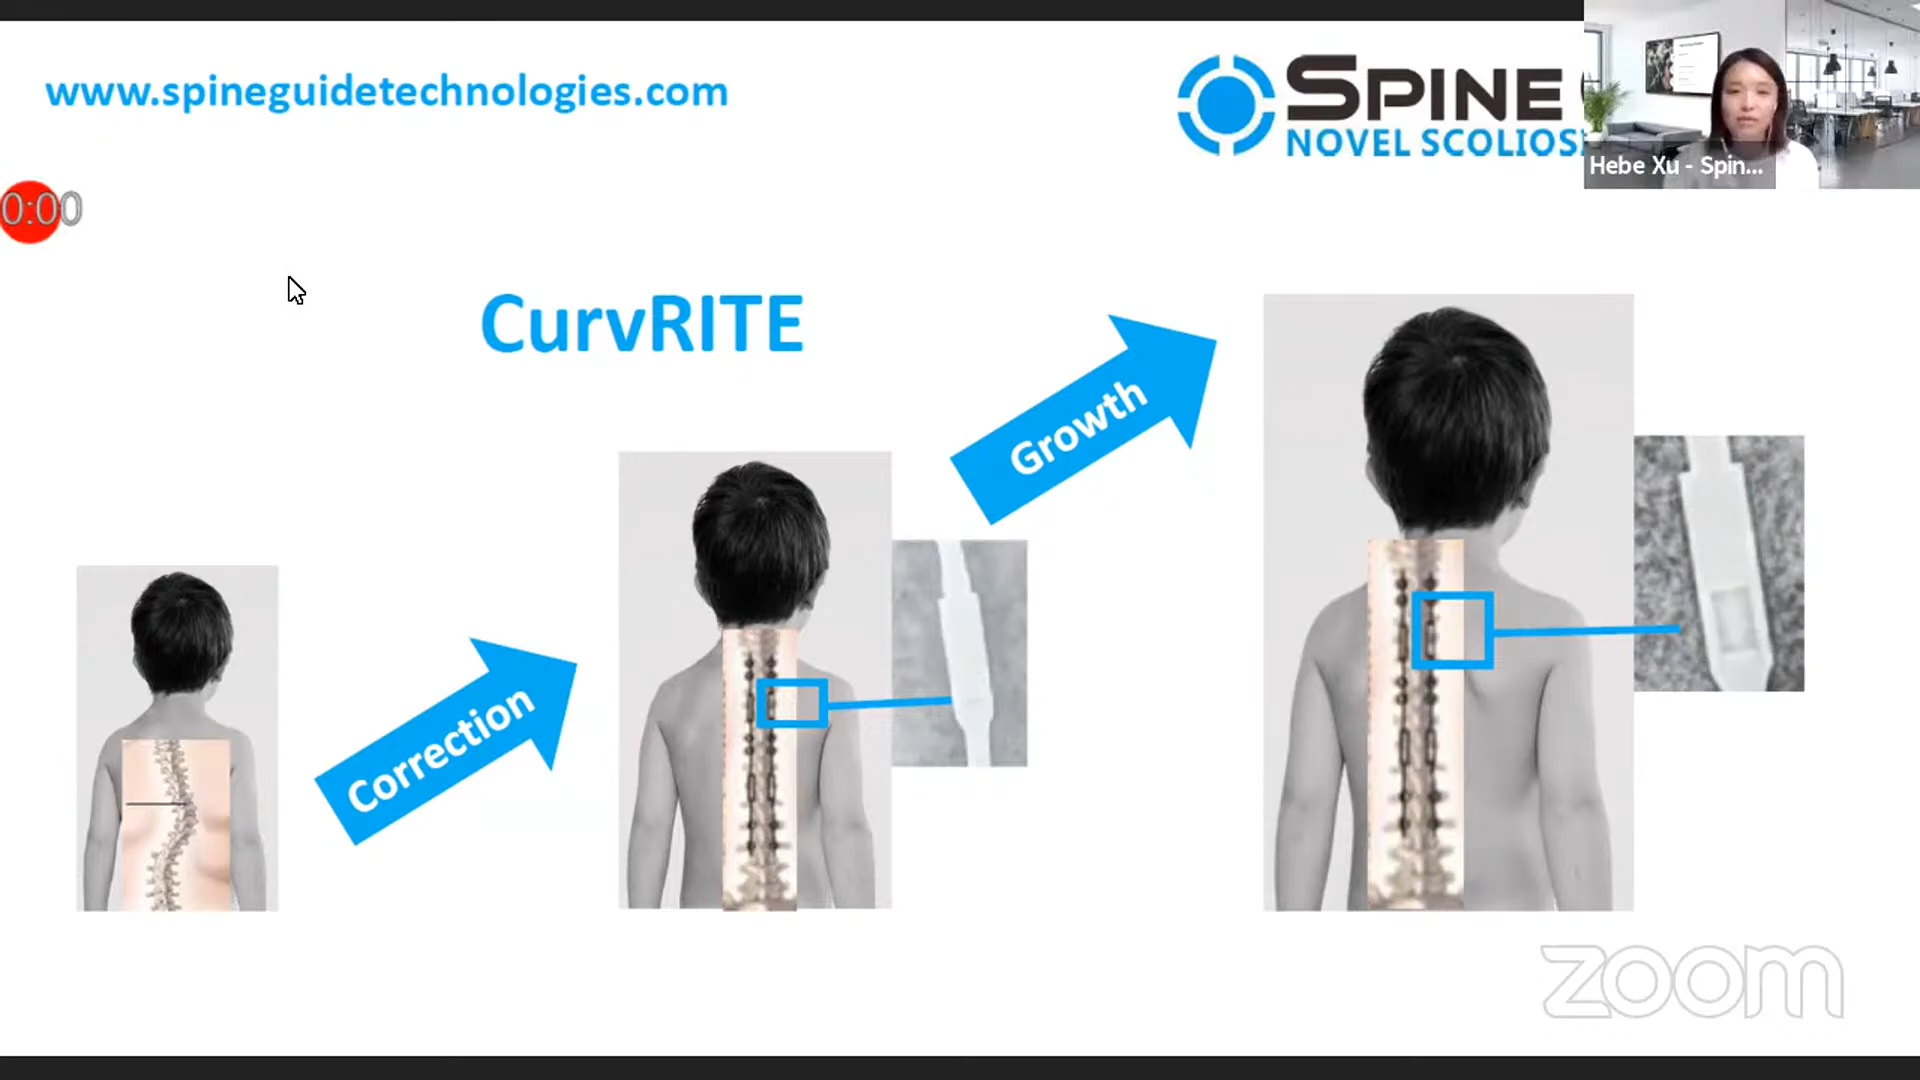 www.spineguidetechnologies.com
SPINE
NOVEL SCOLIOS
Hebe Xu - Spin...
0:00
CurvRITE
Growth
Correction
zoom